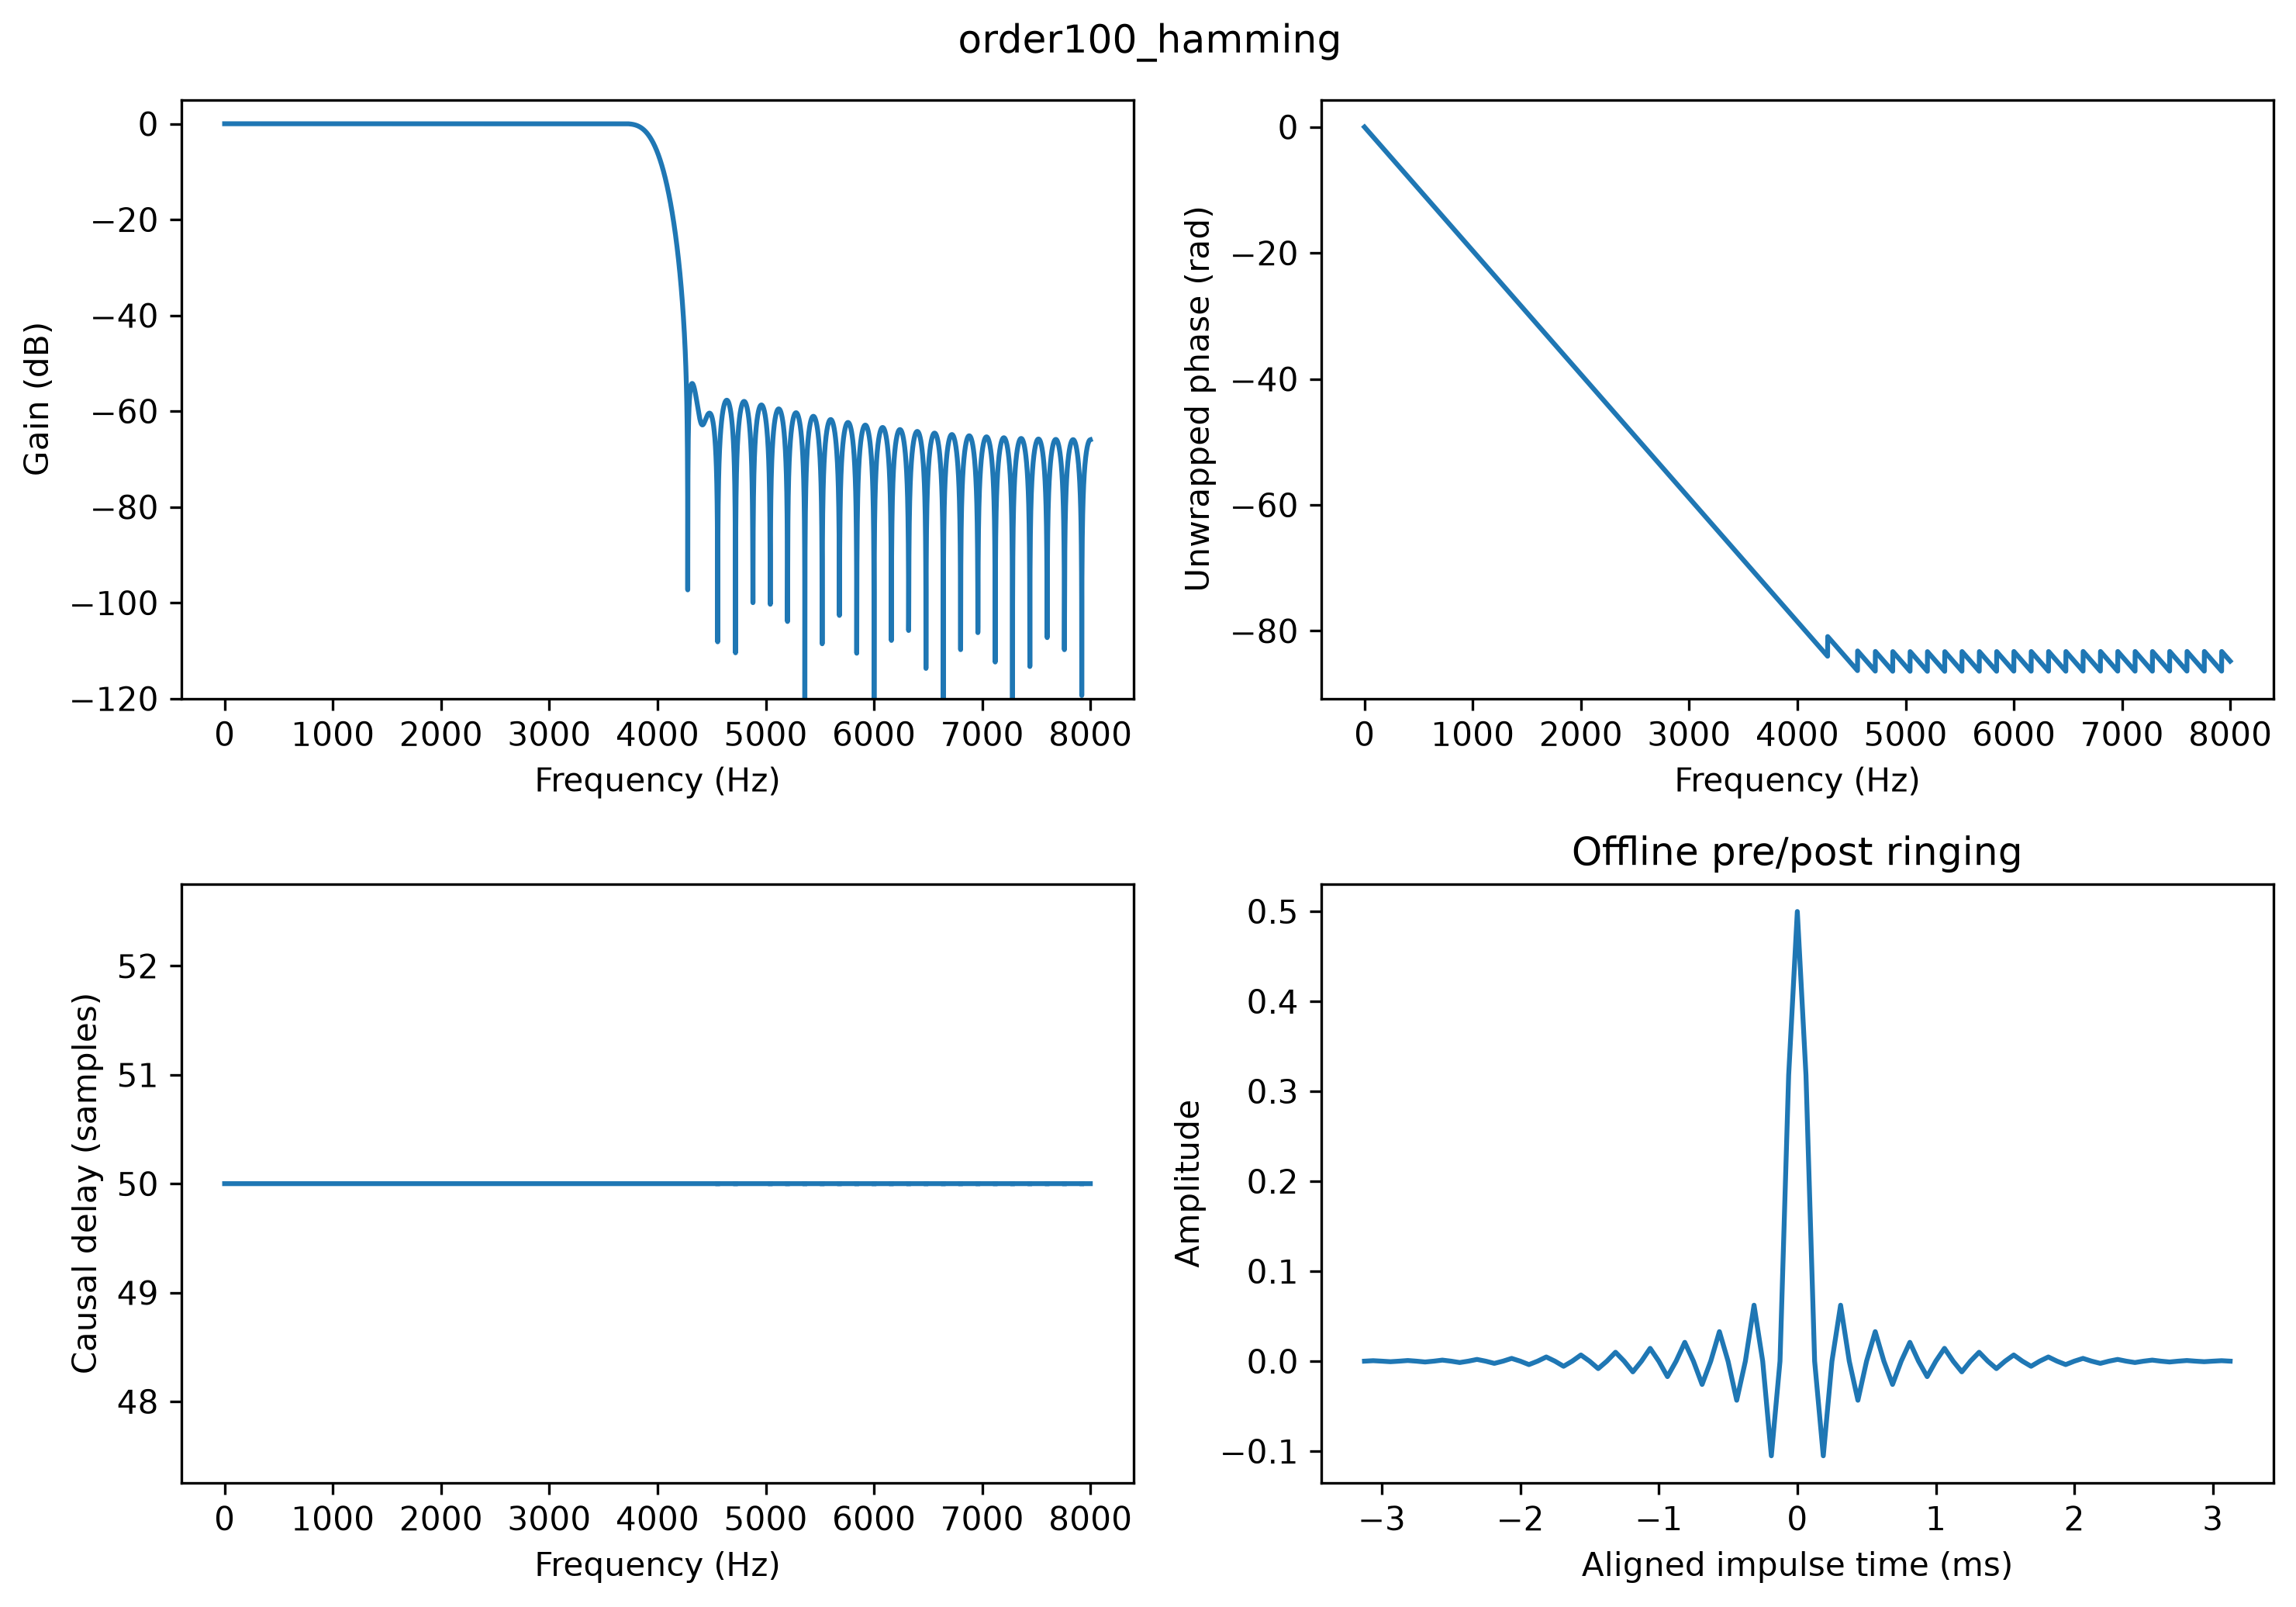 order100_hamming
0
−20
−40
−60
−80
−100
−120
Gain (dB)
0 1000 2000 3000 4000 5000 6000 7000 8000
Frequency (Hz)
0
−20
−40
−60
−80
Unwrapped phase (rad)
0 1000 2000 3000 4000 5000 6000 7000 8000
Frequency (Hz)
52
51
50
49
48
Causal delay (samples)
0 1000 2000 3000 4000 5000 6000 7000 8000
Frequency (Hz)
Offline pre/post ringing
0.5
0.4
0.3
0.2
0.1
0.0
−0.1
Amplitude
−3 −2 −1 0 1 2 3
Aligned impulse time (ms)